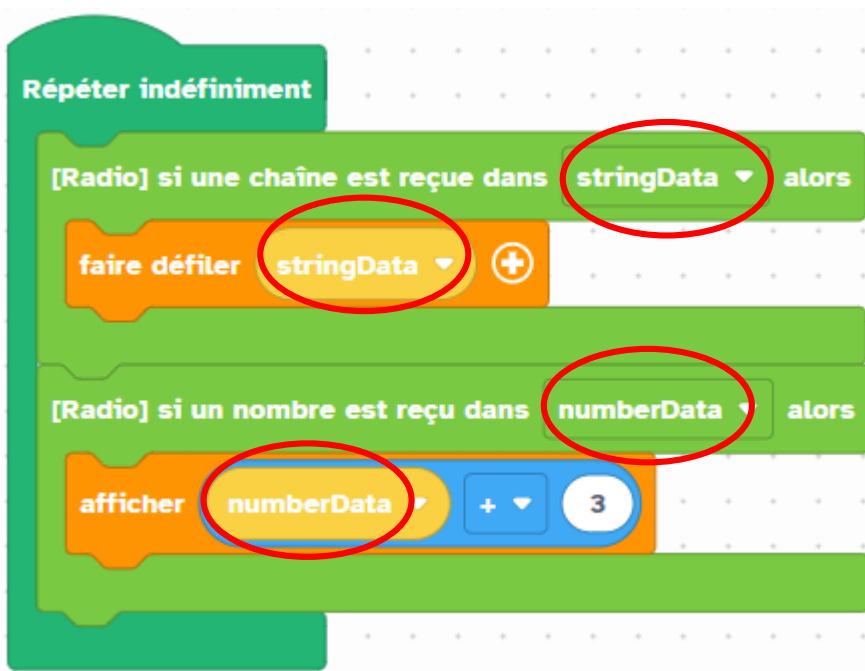 Répéter indéfiniment
[Radio] si une chaîne est reçue dans stringData alors
faire défiler stringData
[Radio] si un nombre est reçu dans numberData alors
afficher numberData + 3